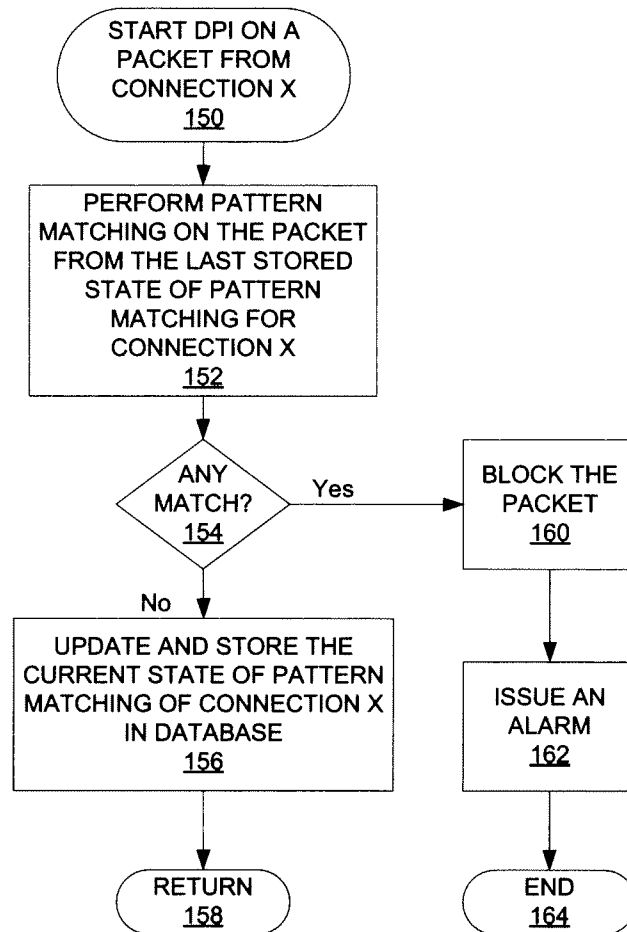 START DPI ON A
PACKET FROM
CONNECTION X
150
PERFORM PATTERN
MATCHING ON THE PACKET
FROM THE LAST STORED
STATE OF PATTERN
MATCHING FOR
CONNECTION X
152
ANY
MATCH?
154
Yes
No
BLOCK THE
PACKET
160
UPDATE AND STORE THE
CURRENT STATE OF PATTERN
MATCHING OF CONNECTION X
IN DATABASE
156
ISSUE AN
ALARM
162
RETURN
158
END
164